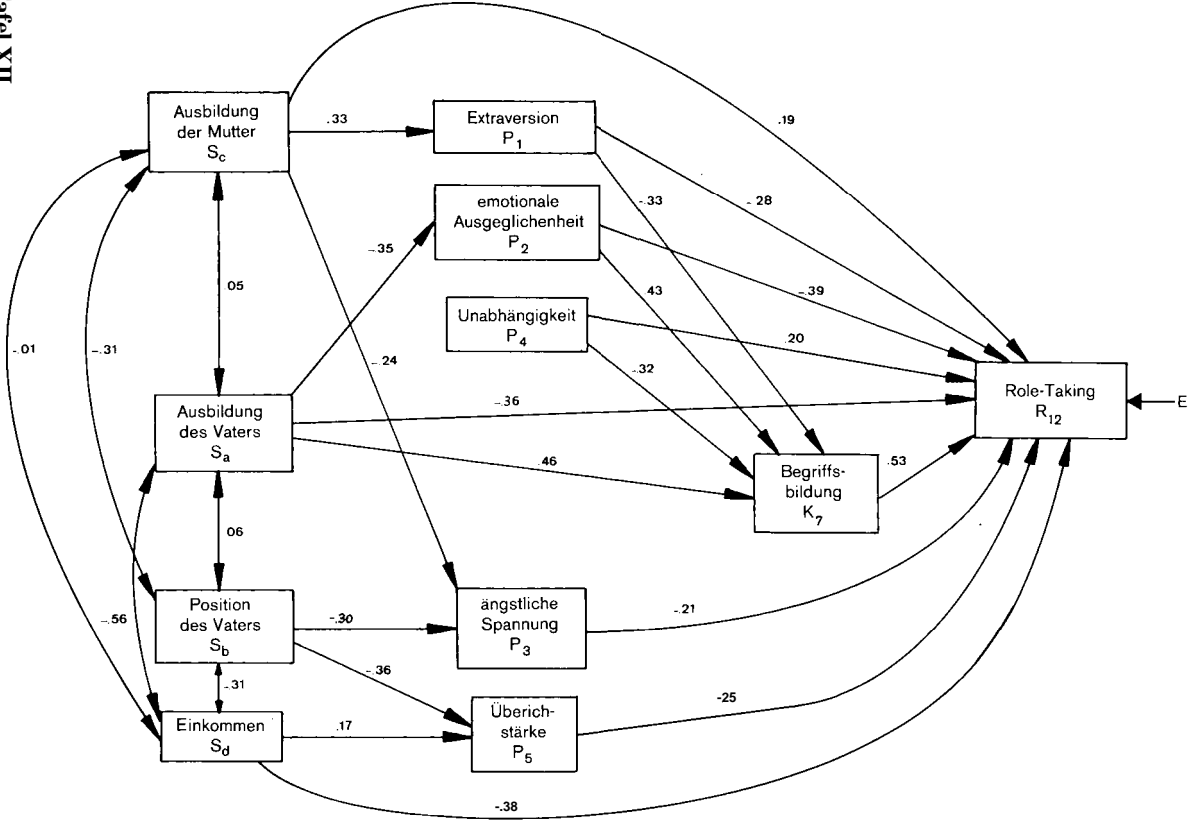 afel XII
Ausbildung
der Mutter
S_c
.33
Extraversion
P_1
.19
-.28
-.33
emotionale
Ausgeglichenheit
P_2
-.35
-.39
.43
.05
Unabhängigkeit
P_4
.20
-.32
-.01
-.31
-.24
Role-Taking
R_12
E
Ausbildung
des Vaters
S_a
-.36
.46
Begriffs-
bildung
K_7
.53
06
Position
des Vaters
S_b
-.30
ängstliche
Spannung
P_3
-.21
-.56
-.36
-.31
Einkommen
S_d
.17
Überich-
stärke
P_5
-25
-.38